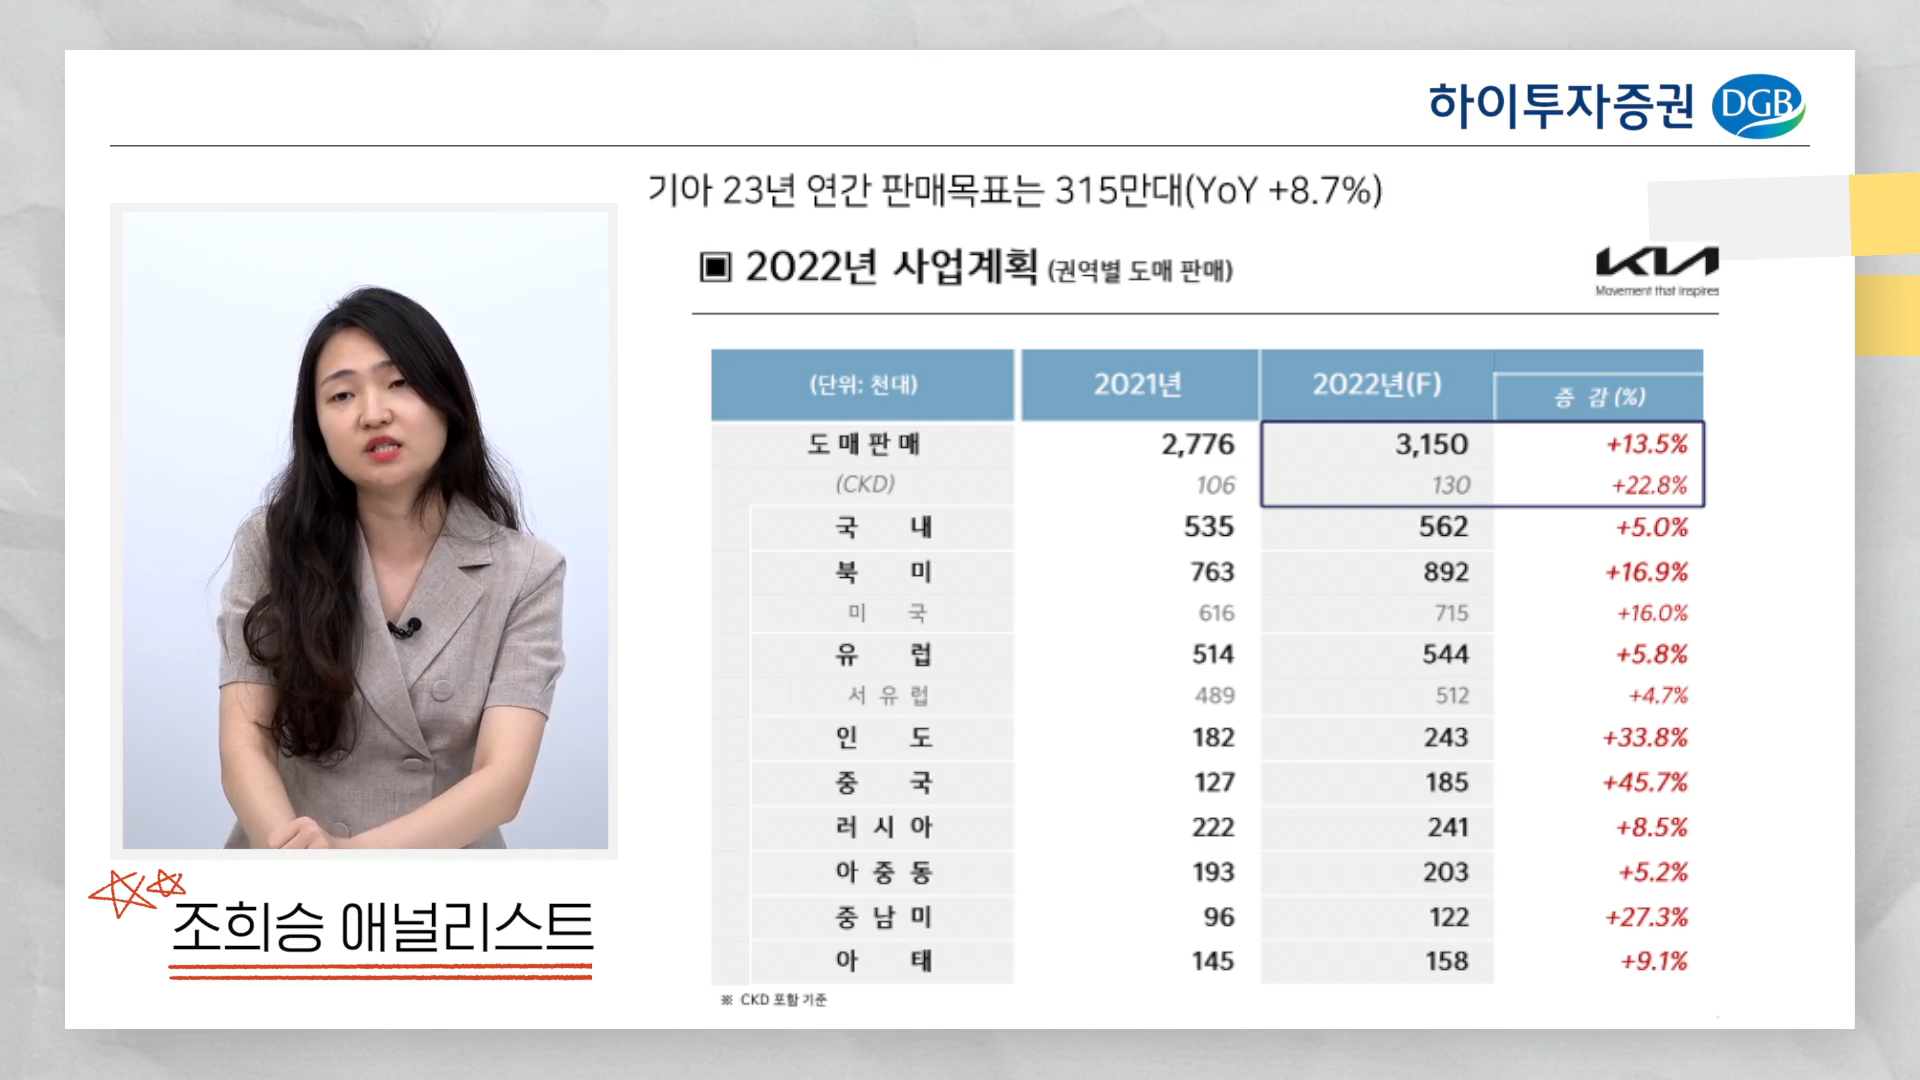 하이투자증권 DGB
기아 23년 연간 판매목표는 315만대(YoY +8.7%)
▣ 2022년 사업계획 (권역별 도매 판매)
KIA
Movement that inspires
(단위: 천대) 2021년 2022년(F) 증 감 (%)
도 매 판 매 2,776 3,150 +13.5%
(CKD) 106 130 +22.8%
국 내 535 562 +5.0%
북 미 763 892 +16.9%
미 국 616 715 +16.0%
유 럽 514 544 +5.8%
서 유 럽 489 512 +4.7%
인 도 182 243 +33.8%
중 국 127 185 +45.7%
러 시 아 222 241 +8.5%
아 중 동 193 203 +5.2%
중 남 미 96 122 +27.3%
아 태 145 158 +9.1%
※ CKD 포함 기준
조희승 애널리스트